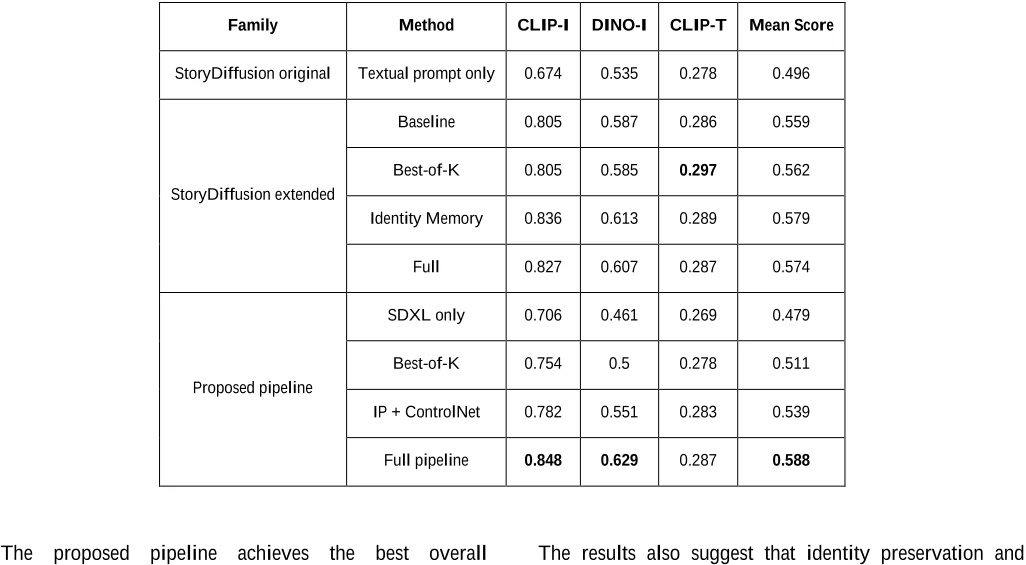 Family Method CLIP-I DINO-I CLIP-T Mean Score
StoryDiffusion original Textual prompt only 0.674 0.535 0.278 0.496
StoryDiffusion extended
Baseline 0.805 0.587 0.286 0.559
Best-of-K 0.805 0.585 0.297 0.562
Identity Memory 0.836 0.613 0.289 0.579
Full 0.827 0.607 0.287 0.574
Proposed pipeline
SDXL only 0.706 0.461 0.269 0.479
Best-of-K 0.754 0.5 0.278 0.511
IP + ControlNet 0.782 0.551 0.283 0.539
Full pipeline 0.848 0.629 0.287 0.588
The proposed pipeline achieves the best overall
The results also suggest that identity preservation and